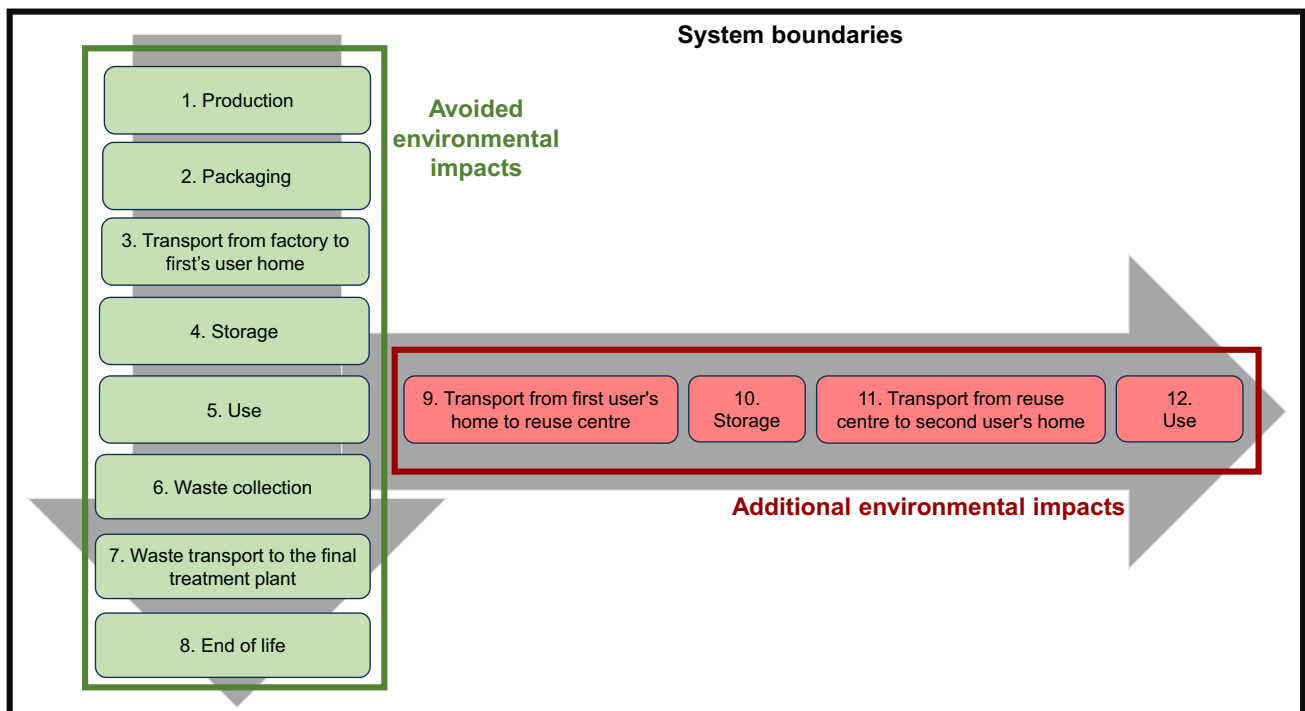 System boundaries
1. Production
2. Packaging
3. Transport from factory to
first's user home
4. Storage
5. Use
6. Waste collection
7. Waste transport to the final
treatment plant
8. End of life
Avoided
environmental
impacts
9. Transport from first user's
home to reuse centre
10.
Storage
11. Transport from reuse
centre to second user's home
12.
Use
Additional environmental impacts